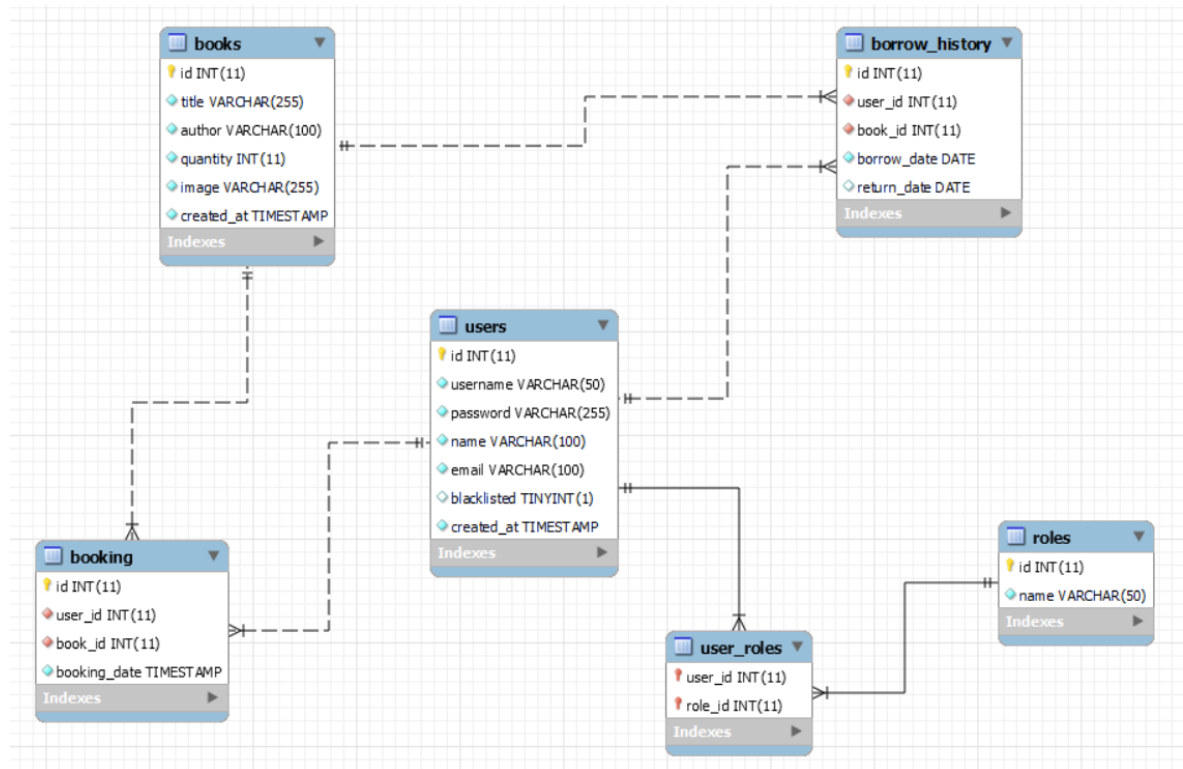 books
id INT(11)
title VARCHAR(255)
author VARCHAR(100)
quantity INT(11)
image VARCHAR(255)
created_at TIMESTAMP
Indexes
borrow_history
id INT(11)
user_id INT(11)
book_id INT(11)
borrow_date DATE
return_date DATE
Indexes
users
id INT(11)
username VARCHAR(50)
password VARCHAR(255)
name VARCHAR(100)
email VARCHAR(100)
blacklisted TINYINT(1)
created_at TIMESTAMP
Indexes
booking
id INT(11)
user_id INT(11)
book_id INT(11)
booking_date TIMESTAMP
Indexes
roles
id INT(11)
name VARCHAR(50)
Indexes
user_roles
user_id INT(11)
role_id INT(11)
Indexes